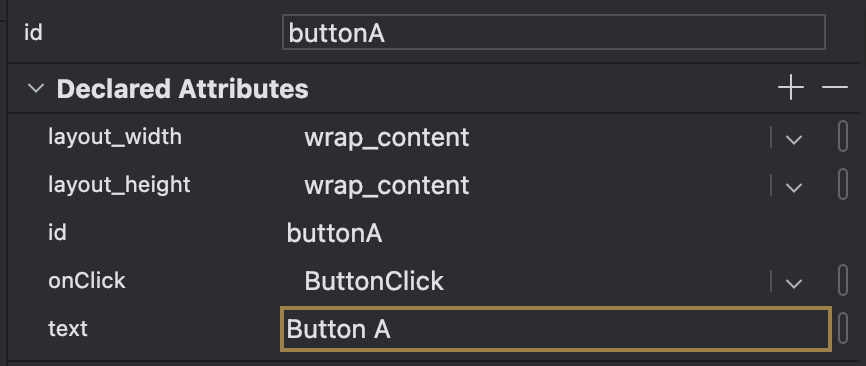 id buttonA
Declared Attributes
layout_width wrap_content
layout_height wrap_content
id buttonA
onClick ButtonClick
text Button A